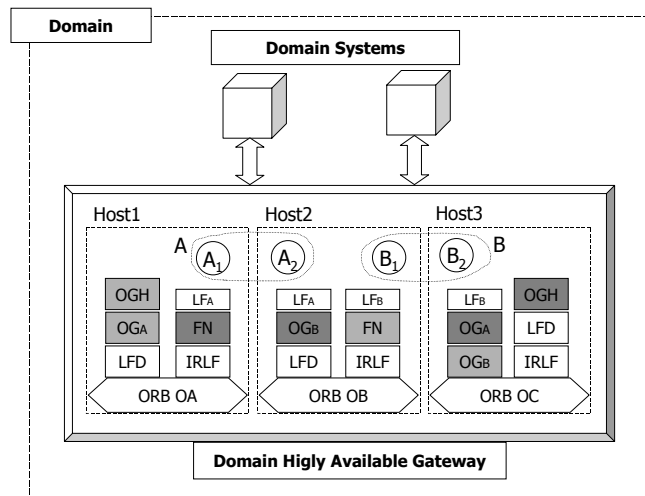 Domain
Domain Systems
Host1 Host2 Host3
A A1 A2 B1 B2 B
OGH LFA LFA LFB LFB OGH
OGA FN OGB FN OGA LFD
LFD IRLF LFD IRLF OGB IRLF
ORB OA ORB OB ORB OC
Domain Higly Available Gateway